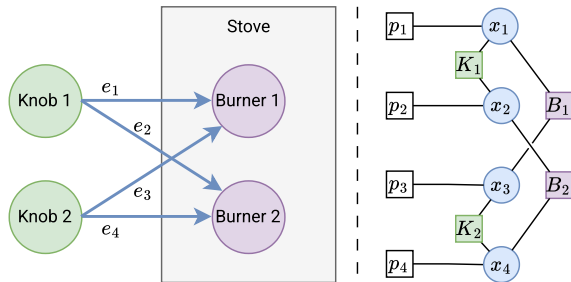 Stove
Knob 1
e₁
Burner 1
e₂
e₃
Knob 2
e₄
Burner 2
p₁
x₁
K₁
p₂
x₂
B₁
p₃
x₃
B₂
K₂
p₄
x₄